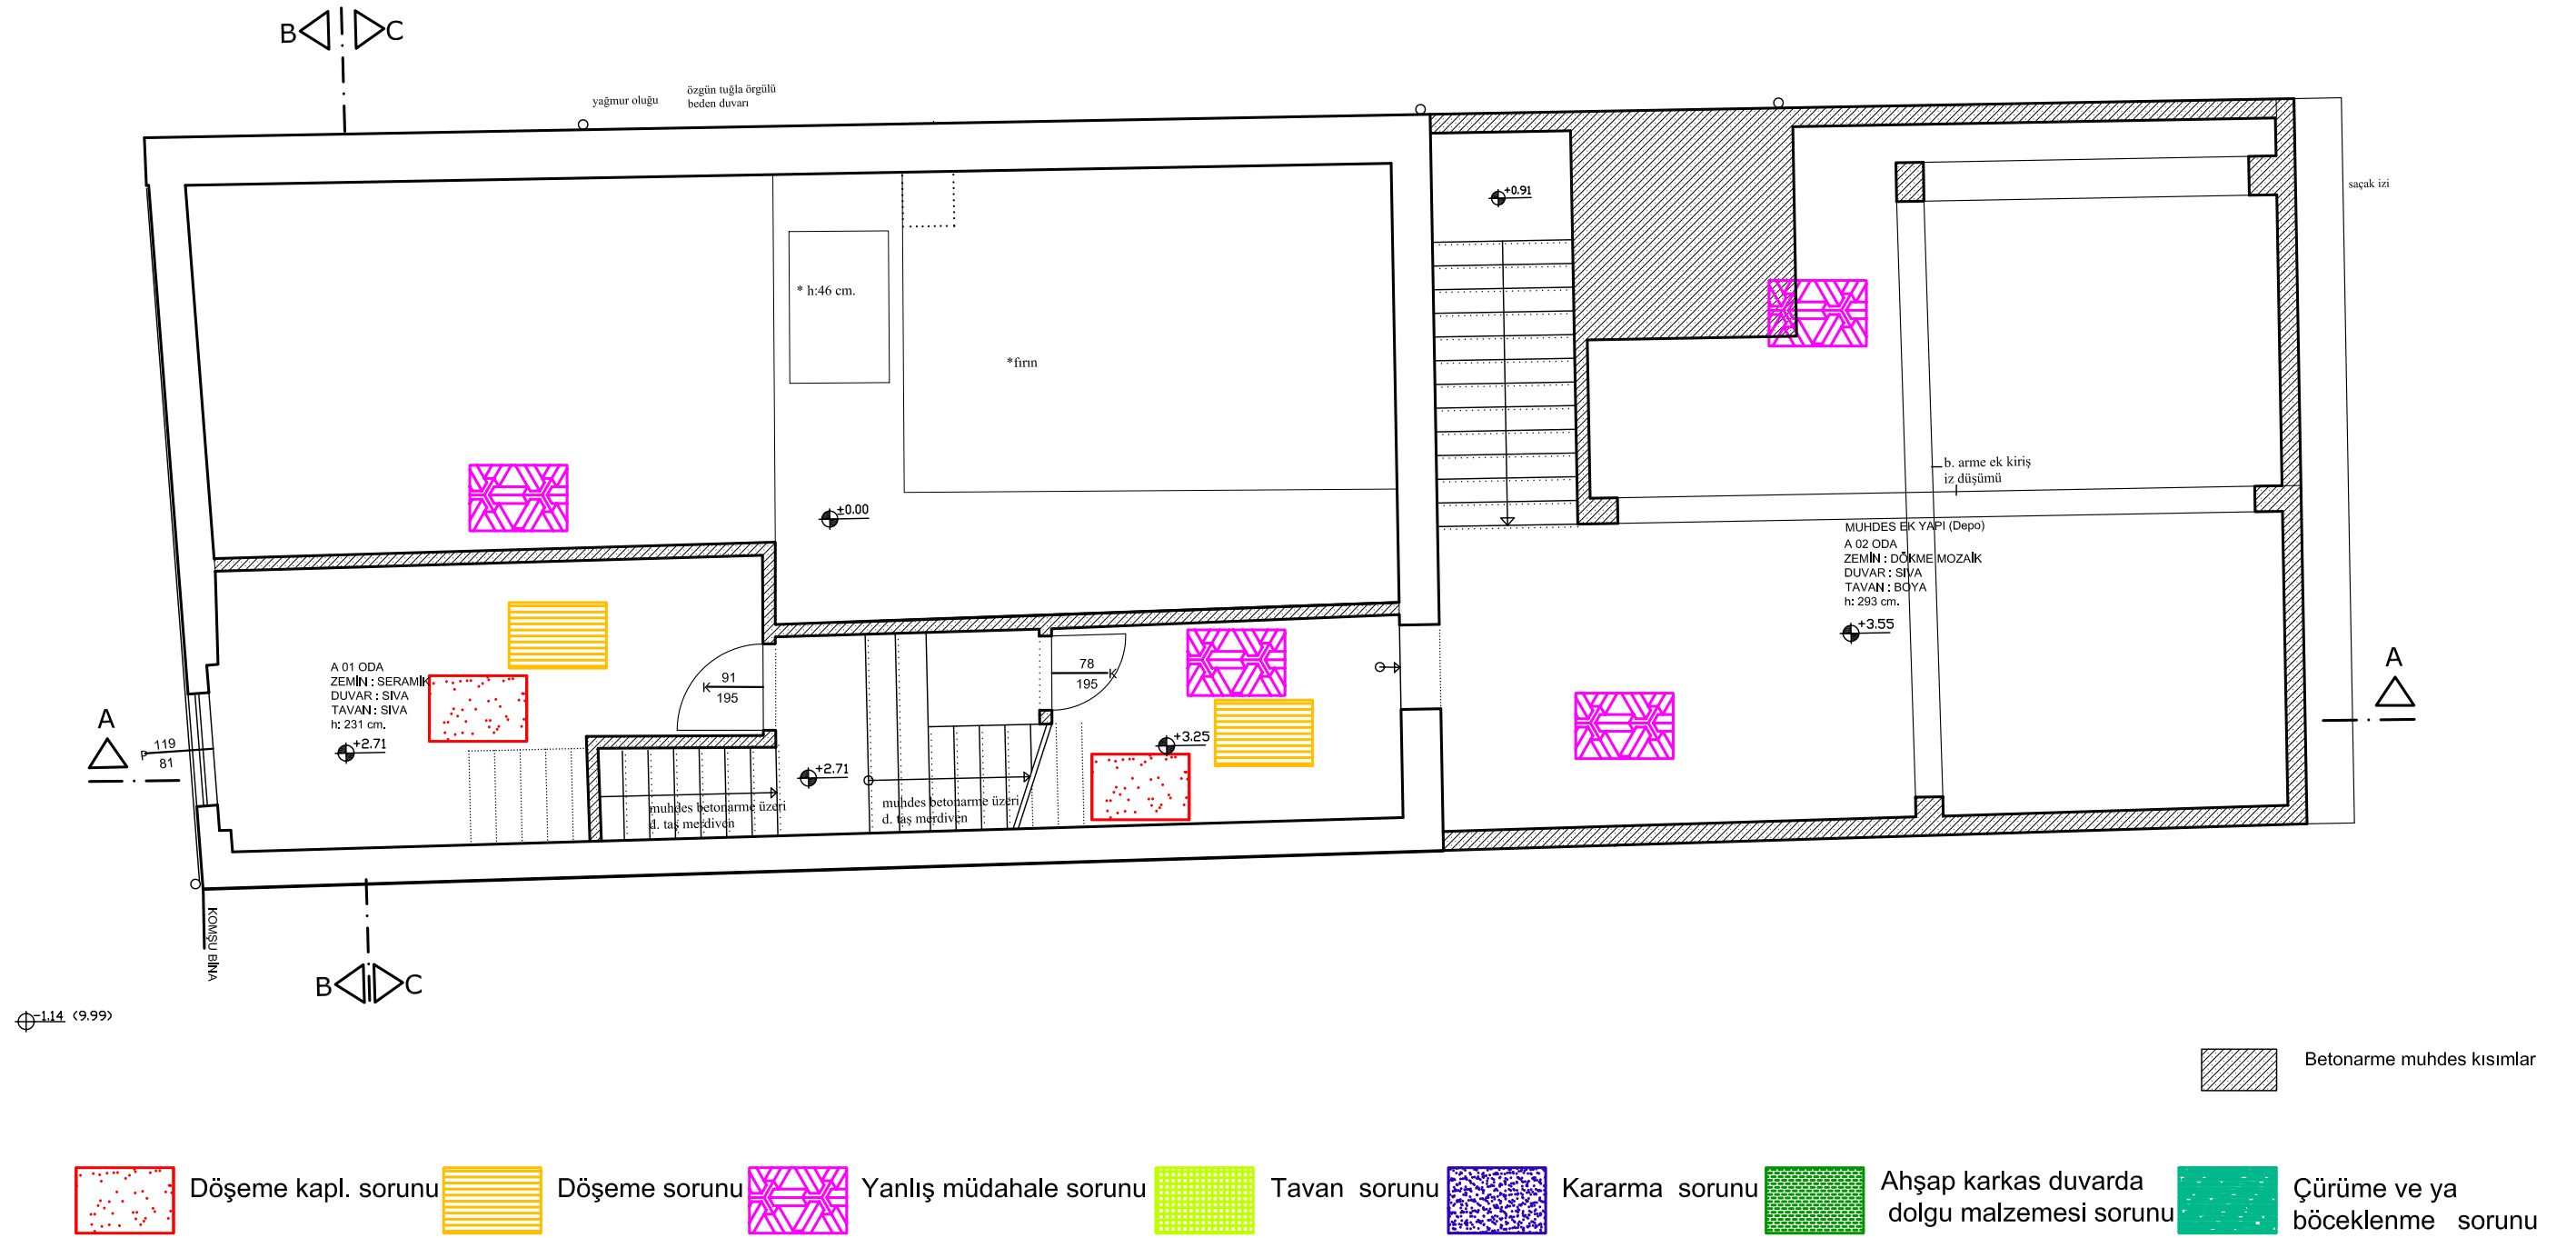 B C
yağmur oluğu
özgün tuğla örgülü
beden duvarı
saçak izi
+0.91
* h:46 cm.
*fırın
±0.00
b. arme ek kiriş
iz düşümü
MUHDES EK YAPI (Depo)
A 02 ODA
ZEMİN : DÖKME MOZAİK
DUVAR : SIVA
TAVAN : BOYA
h: 293 cm.
+3.55
A 01 ODA
ZEMİN : SERAMİK
DUVAR : SIVA
TAVAN : SIVA
h: 231 cm.
+2.71
91
195
78
195
K
K
A
A
119
81
P
+3.25
+2.71
muhdes betonarme üzeri
d. taş merdiven
muhdes betonarme üzeri
d. taş merdiven
KOMŞU BİNA
B C
-1.14 (9.99)
Betonarme muhdes kısımlar
Döşeme kapl. sorunu
Döşeme sorunu
Yanlış müdahale sorunu
Tavan sorunu
Kararma sorunu
Ahşap karkas duvarda
dolgu malzemesi sorunu
Çürüme ve ya
böceklenme sorunu